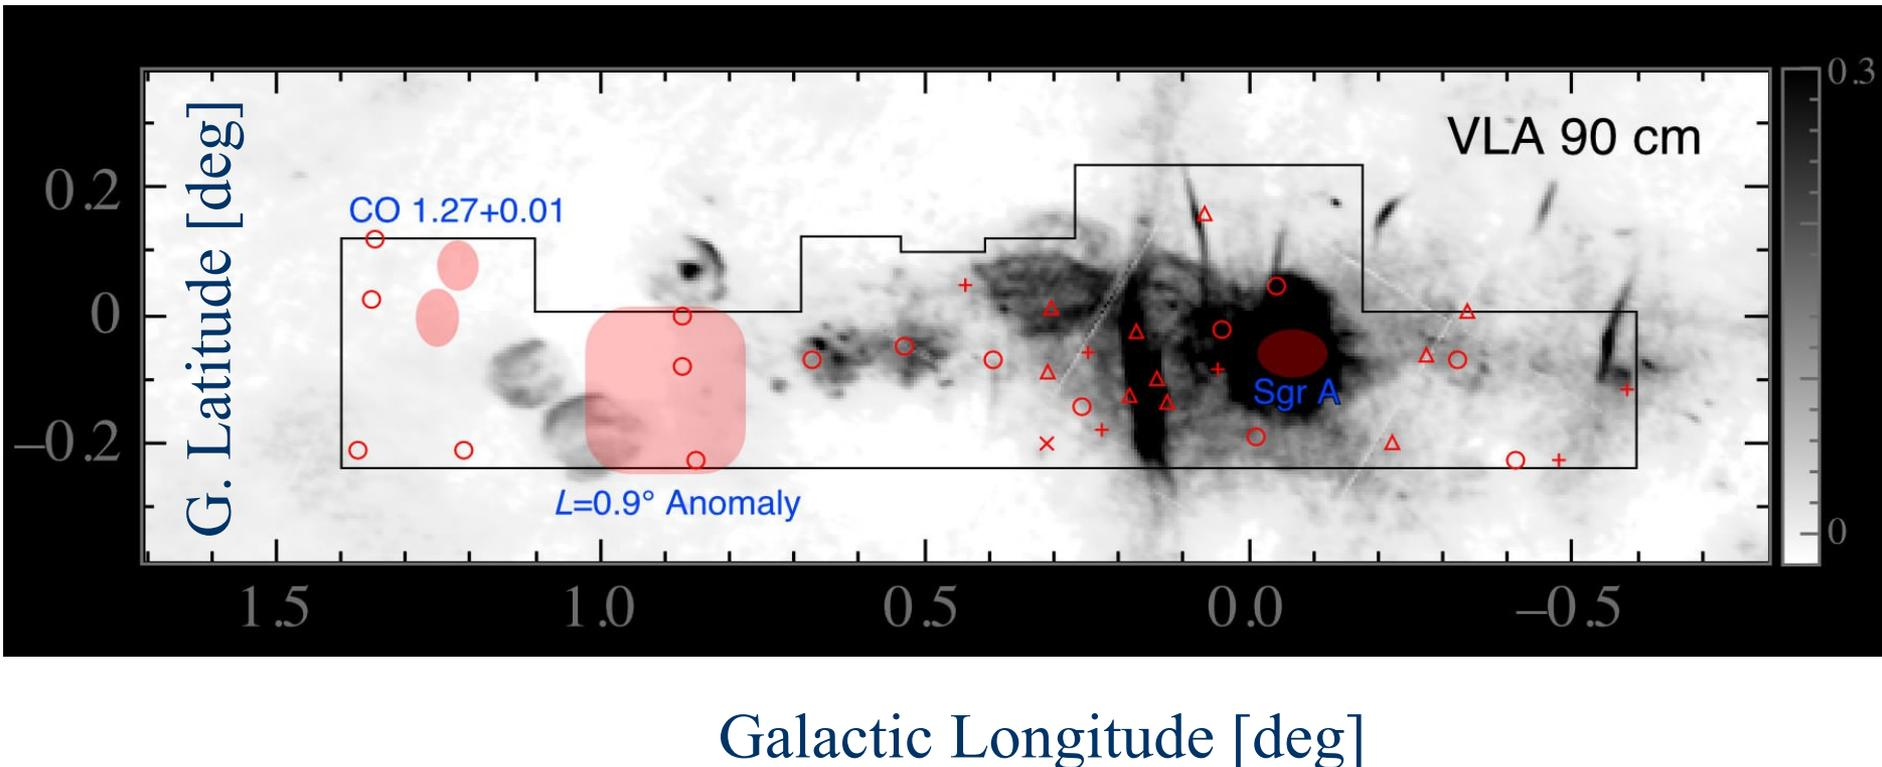 0.3
VLA 90 cm
G. Latitude [deg]
0.2
0
–0.2
CO 1.27+0.01
Sgr A
L=0.9° Anomaly
0
1.5
1.0
0.5
0.0
–0.5
Galactic Longitude [deg]